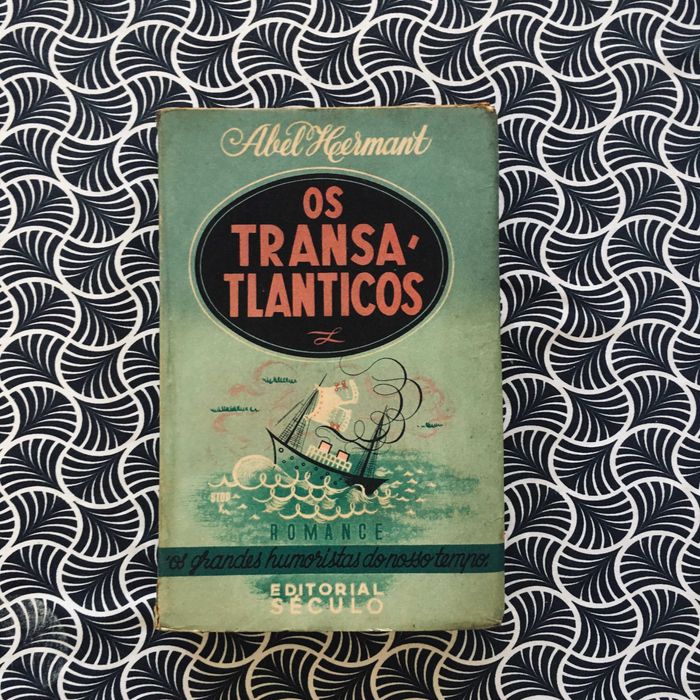 Abel Hermant
OS
TRANSA-
TLANTICOS
ROMANCE
os grandes humoristas do nosso tempo.
EDITORIAL
SÉCULO